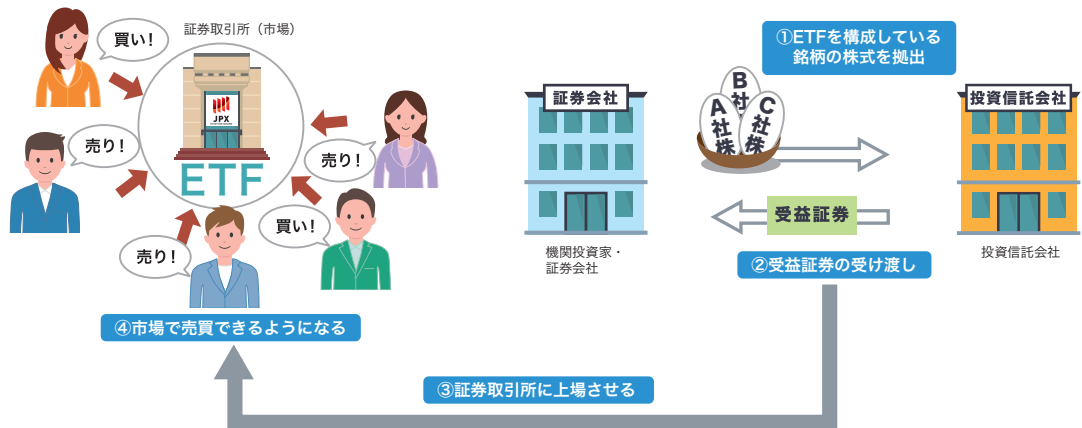 証券取引所（市場）
買い！
売り！
売り！
買い！
売り！
JPX
ETF
④市場で売買できるようになる
証券会社
機関投資家・
証券会社
①ETFを構成している
銘柄の株式を拠出
A社株
B社
C社株
受益証券
②受益証券の受け渡し
投資信託会社
投資信託会社
③証券取引所に上場させる